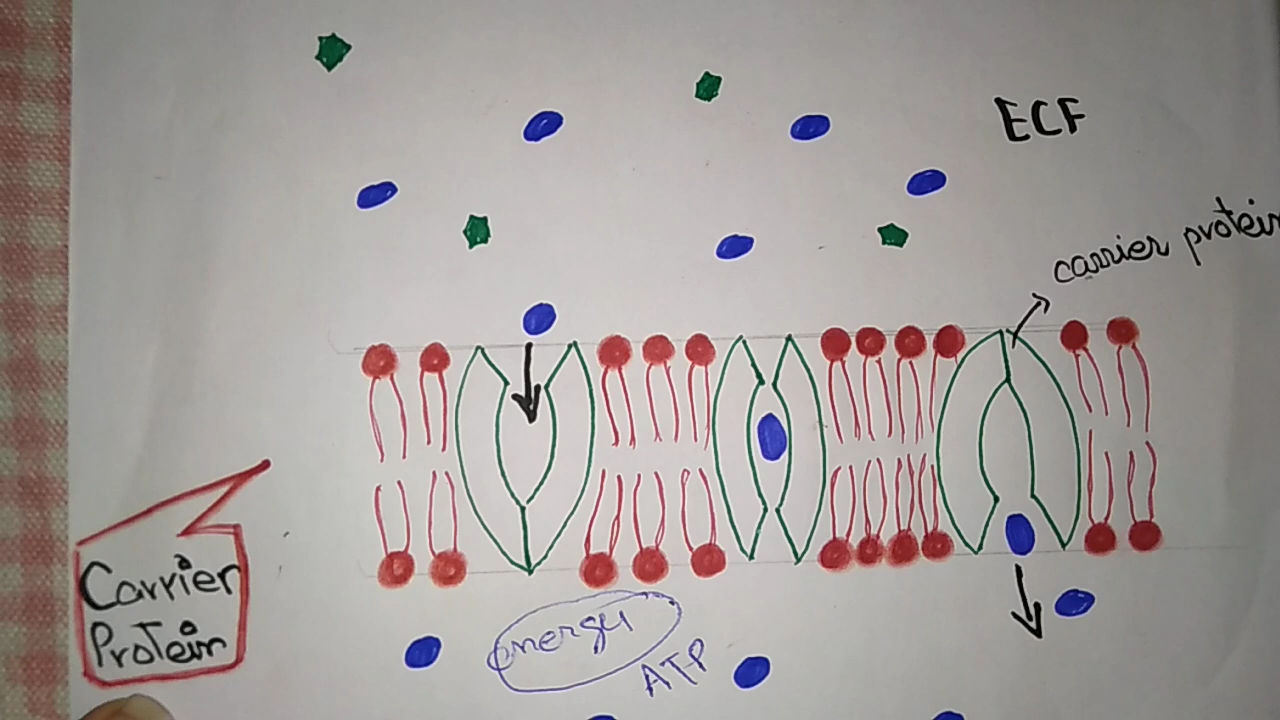 ECF
carrier protein
Carrier
Protein
energy
ATP